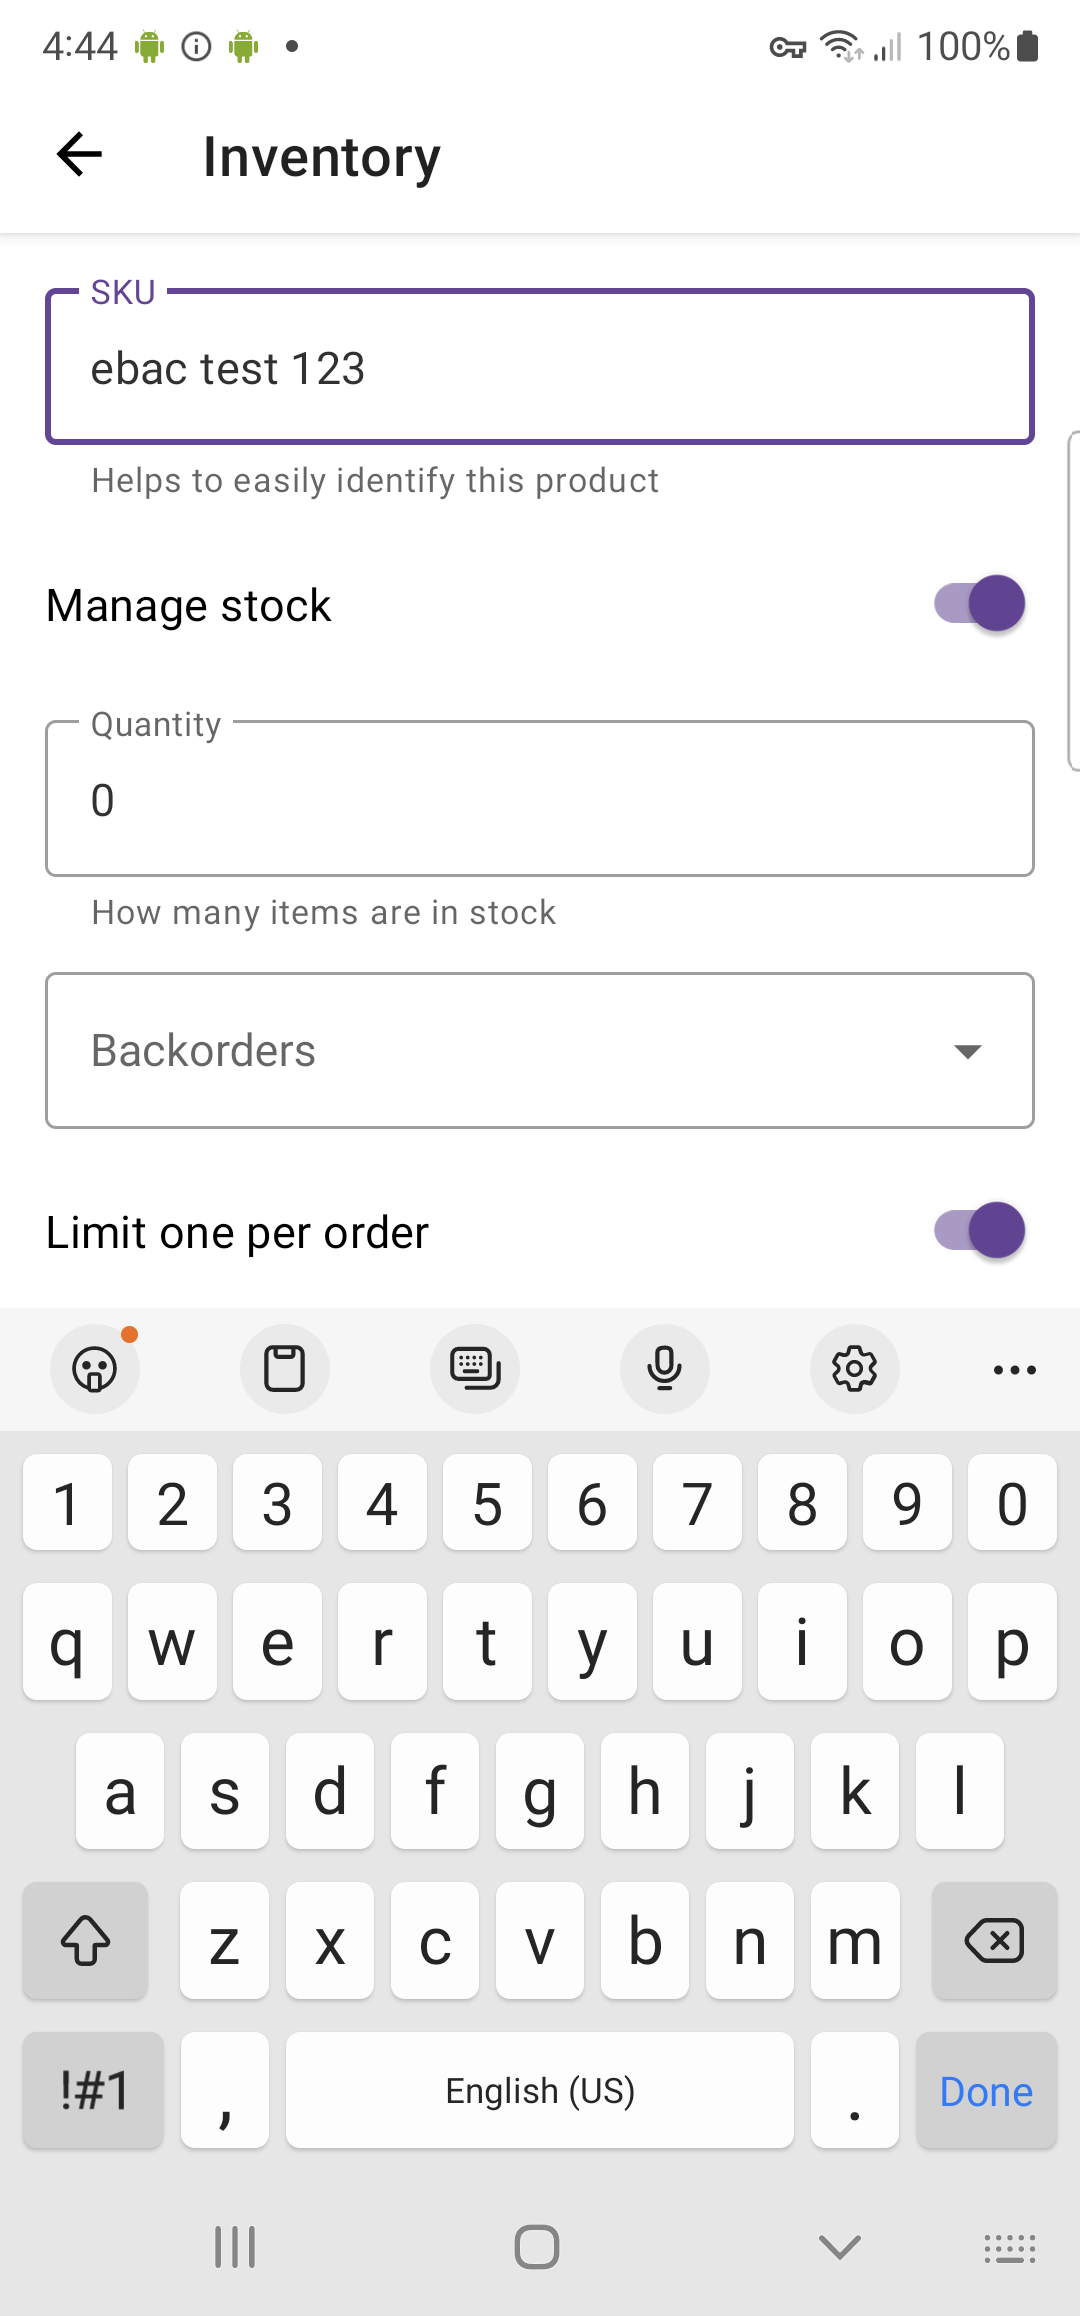 4:44 100%
Inventory
SKU
ebac test 123
Helps to easily identify this product
Manage stock
Quantity
0
How many items are in stock
Backorders
Limit one per order
1 2 3 4 5 6 7 8 9 0
q w e r t y u i o p
a s d f g h j k l
z x c v b n m
!#1 , English (US) . Done